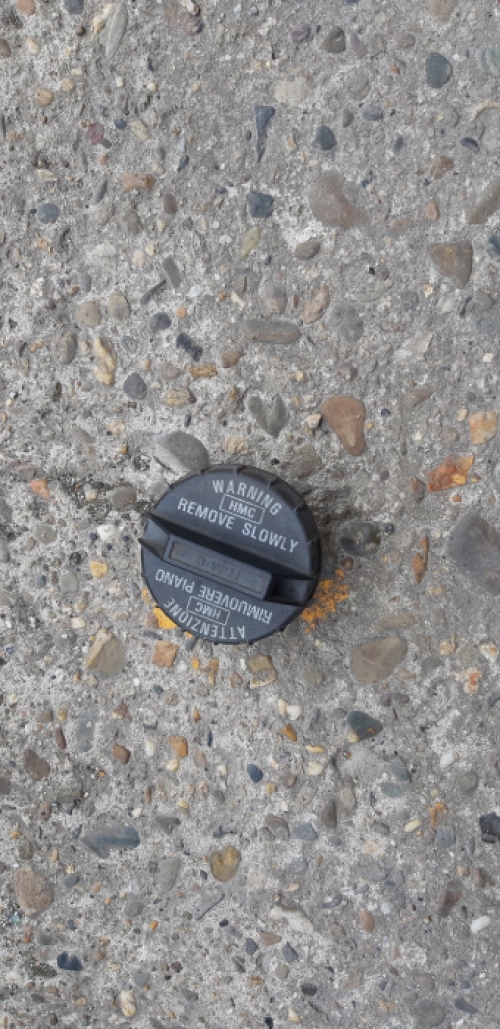 WARNING
HMC
REMOVE SLOWLY
RIMUOVERE PIANO
HMC
ATTENZIONE